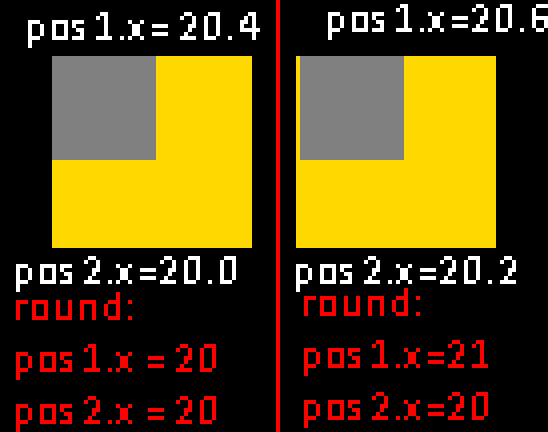 pos 1.x= 20.4
pos 2.x=20.0
round:
pos 1.x = 20
pos 2.x = 20
pos 1.x=20.6
pos 2.x=20.2
round:
pos 1.x=21
pos 2.x=20